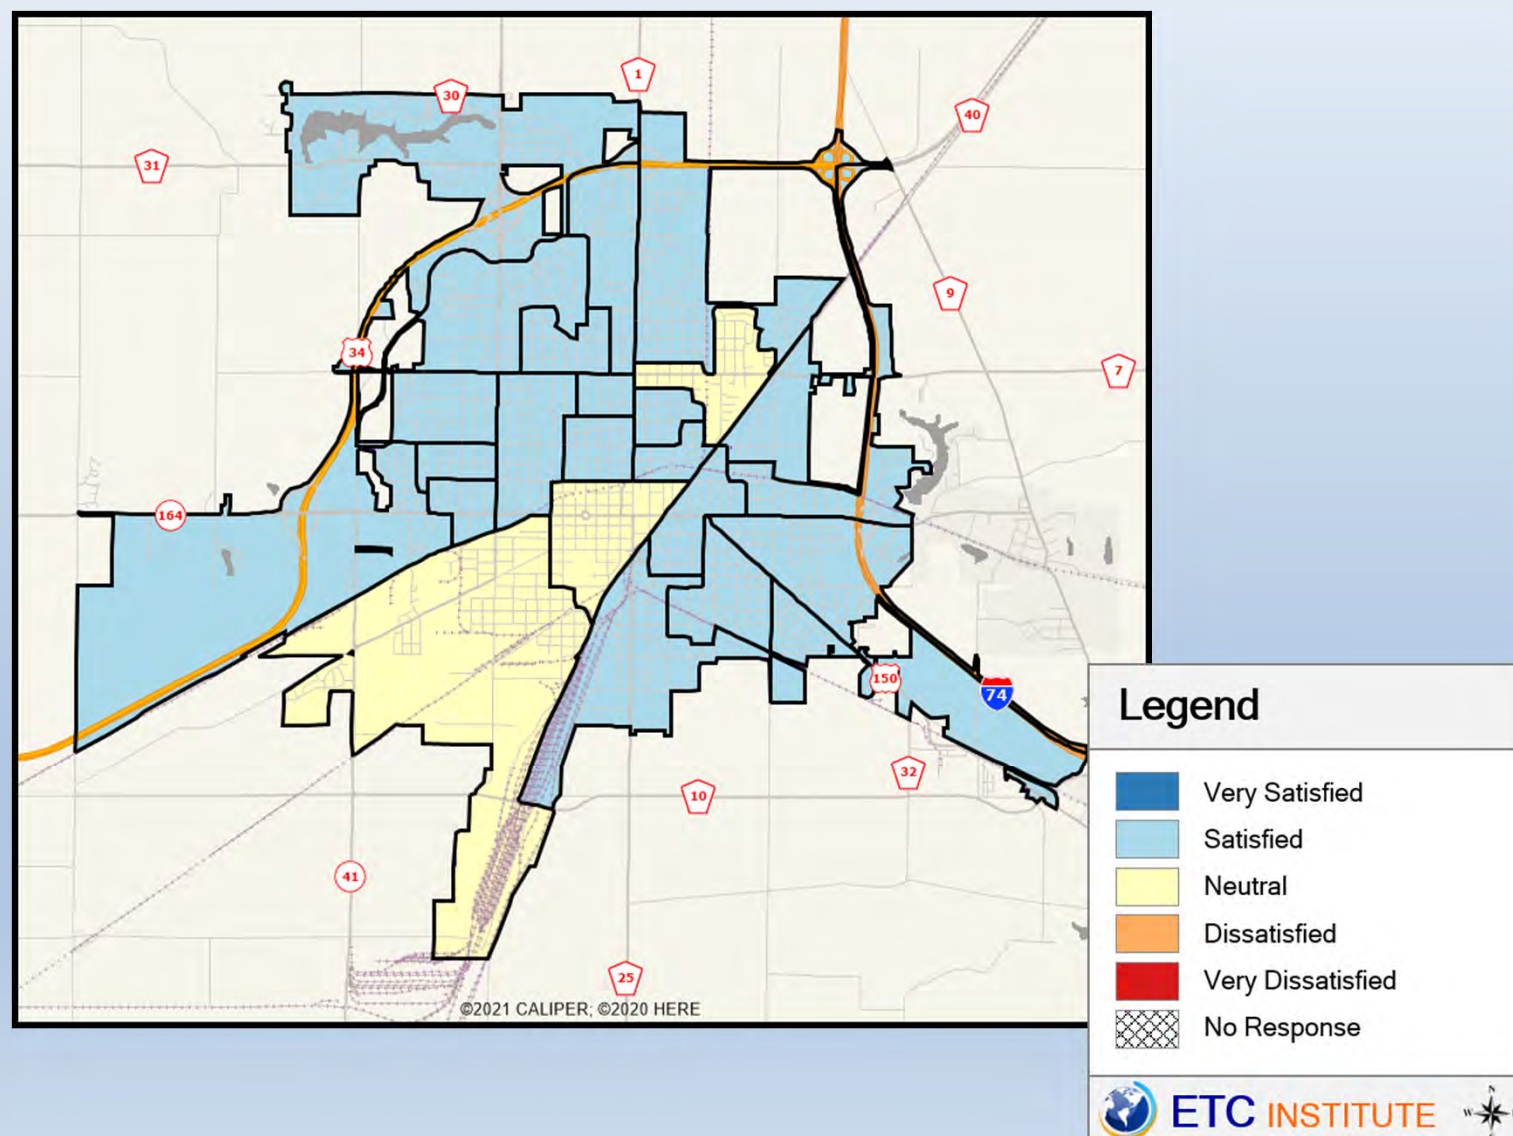 1
30
40
31
9
34
7
164
150
74
32
10
41
25
©2021 CALIPER; ©2020 HERE
Legend
Very Satisfied
Satisfied
Neutral
Dissatisfied
Very Dissatisfied
No Response
N
W
S
ETC INSTITUTE